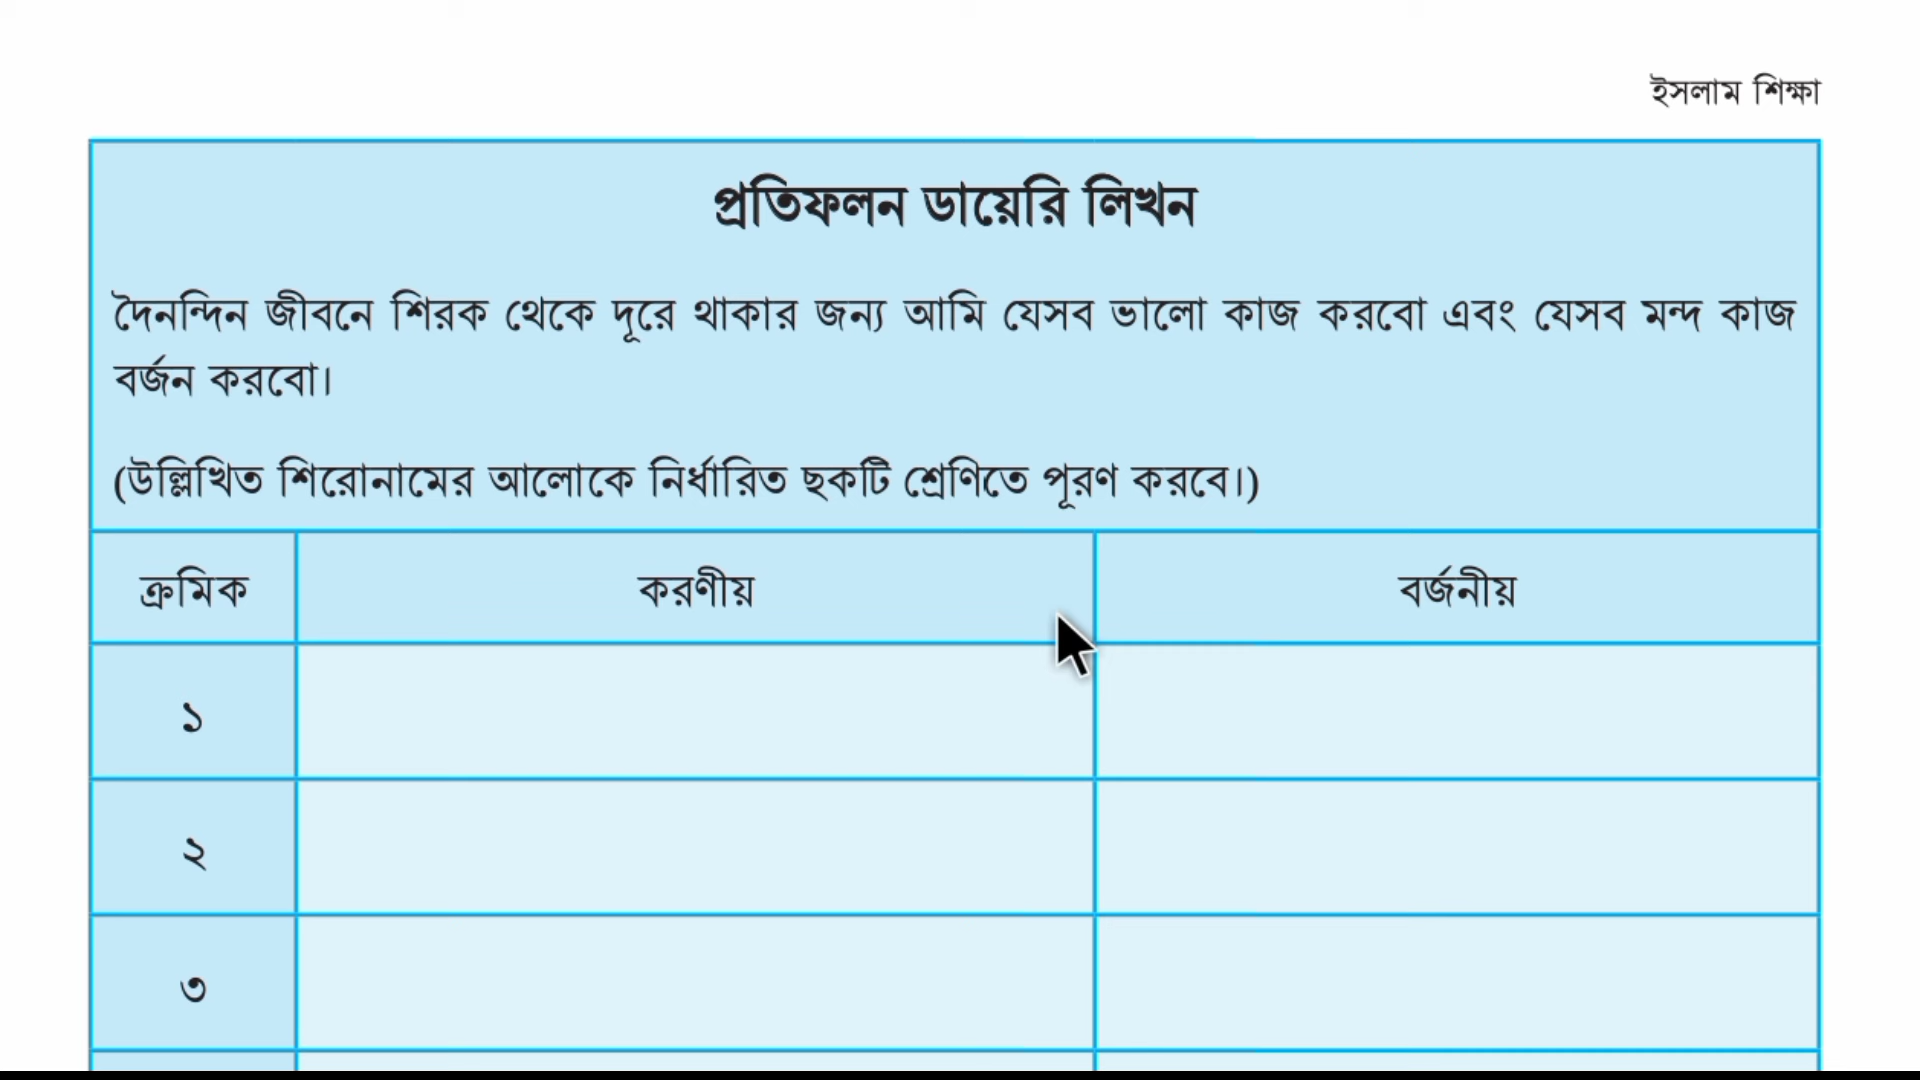 ইসলাম শিক্ষা
প্রতিফলন ডায়েরি লিখন
দৈনন্দিন জীবনে শিরক থেকে দূরে থাকার জন্য আমি যেসব ভালো কাজ করবো এবং যেসব মন্দ কাজ
বর্জন করবো।
(উল্লিখিত শিরোনামের আলোকে নির্ধারিত ছকটি শ্রেণিতে পূরণ করবে।)
ক্রমিক করণীয় বর্জনীয়
১
২
৩